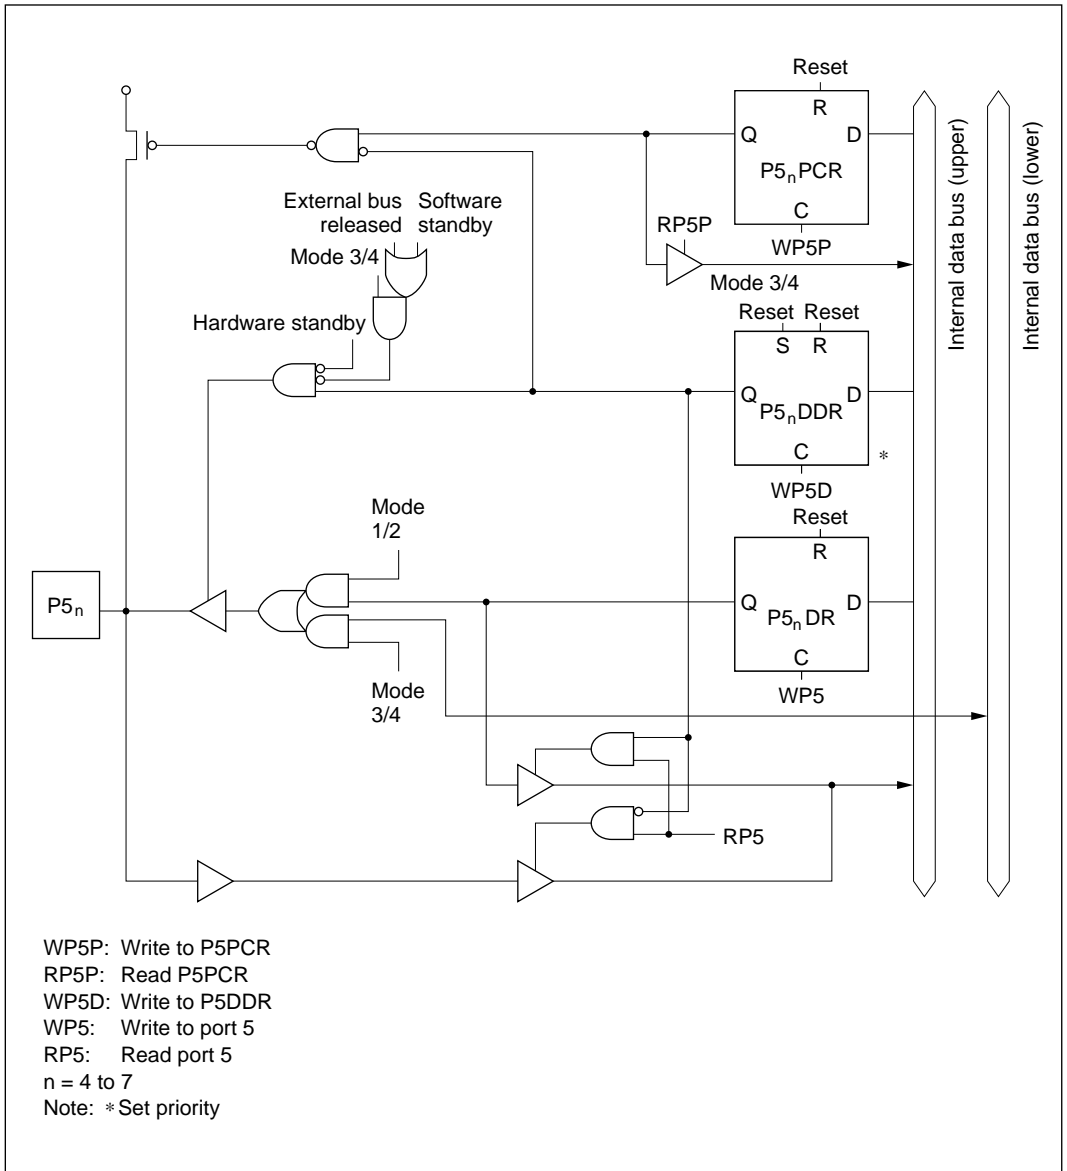 Reset
R
Q D
P5nPCR
C
WP5P
Internal data bus (upper)
Internal data bus (lower)
External bus released
Software standby
RP5P
Mode 3/4
Mode 3/4
Hardware standby
Reset Reset
S R
Q D
P5nDDR
C
*
WP5D
Mode 1/2
Reset
R
P5n
Q D
P5nDR
C
WP5
Mode 3/4
RP5
WP5P: Write to P5PCR
RP5P: Read P5PCR
WP5D: Write to P5DDR
WP5: Write to port 5
RP5: Read port 5
n = 4 to 7
Note: * Set priority